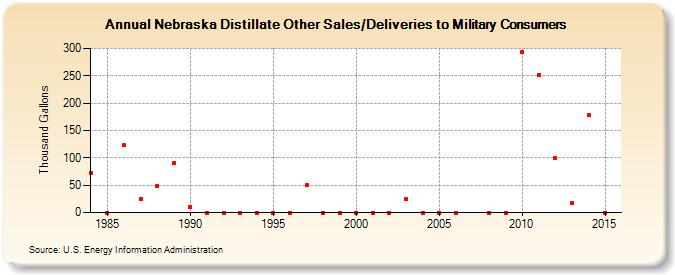 Annual Nebraska Distillate Other Sales/Deliveries to Military Consumers
Thousand Gallons
300
250
200
150
100
50
0
1985 1990 1995 2000 2005 2010 2015
Source: U.S. Energy Information Administration